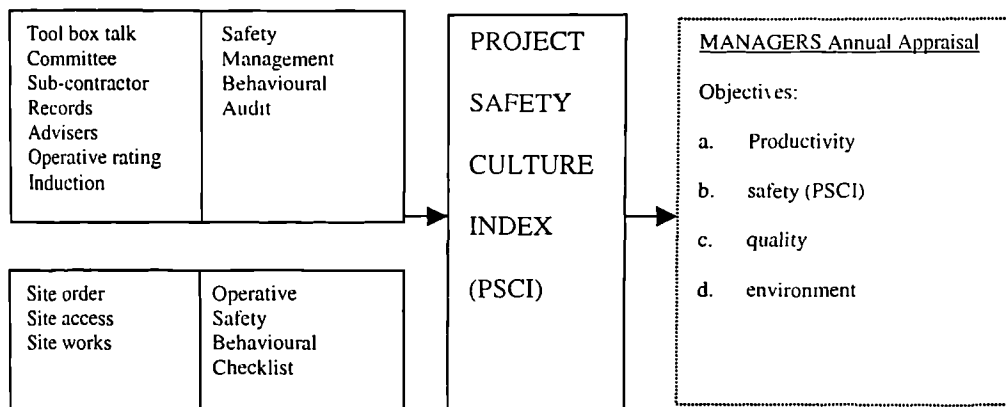 Tool box talk
Committee
Sub-contractor
Records
Advisers
Operative rating
Induction
Safety
Management
Behavioural
Audit
Site order
Site access
Site works
Operative
Safety
Behavioural
Checklist
PROJECT
SAFETY
CULTURE
INDEX
(PSCI)
MANAGERS Annual Appraisal
Objectives:
a. Productivity
b. safety (PSCI)
c. quality
d. environment